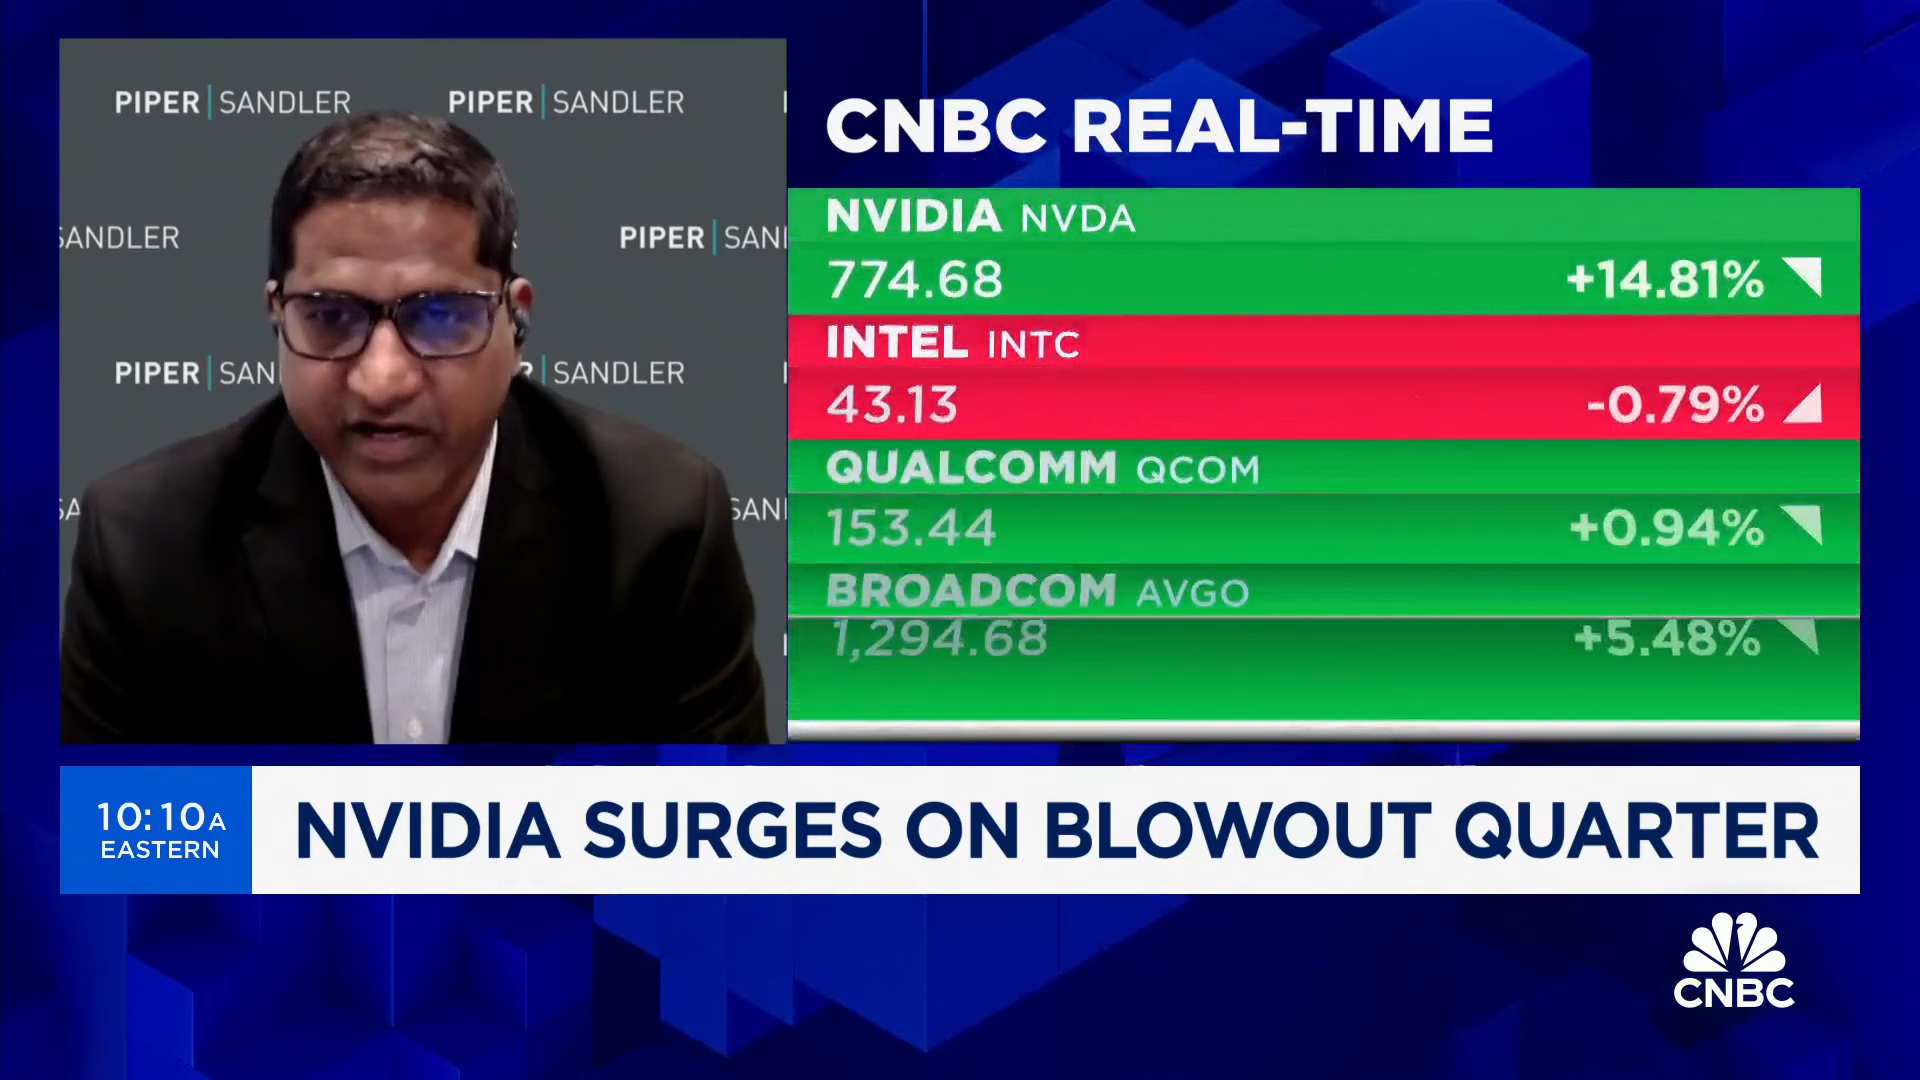 PIPER | SANDLER PIPER | SANDLER
SANDLER PIPER | SAN
PIPER | SAN SANDLER
SA SAN
CNBC REAL-TIME
NVIDIA NVDA
774.68 +14.81%
INTEL INTC
43.13 -0.79%
QUALCOMM QCOM
153.44 +0.94%
BROADCOM AVGO
1,294.68 +5.48%
10:10A
EASTERN
NVIDIA SURGES ON BLOWOUT QUARTER
CNBC